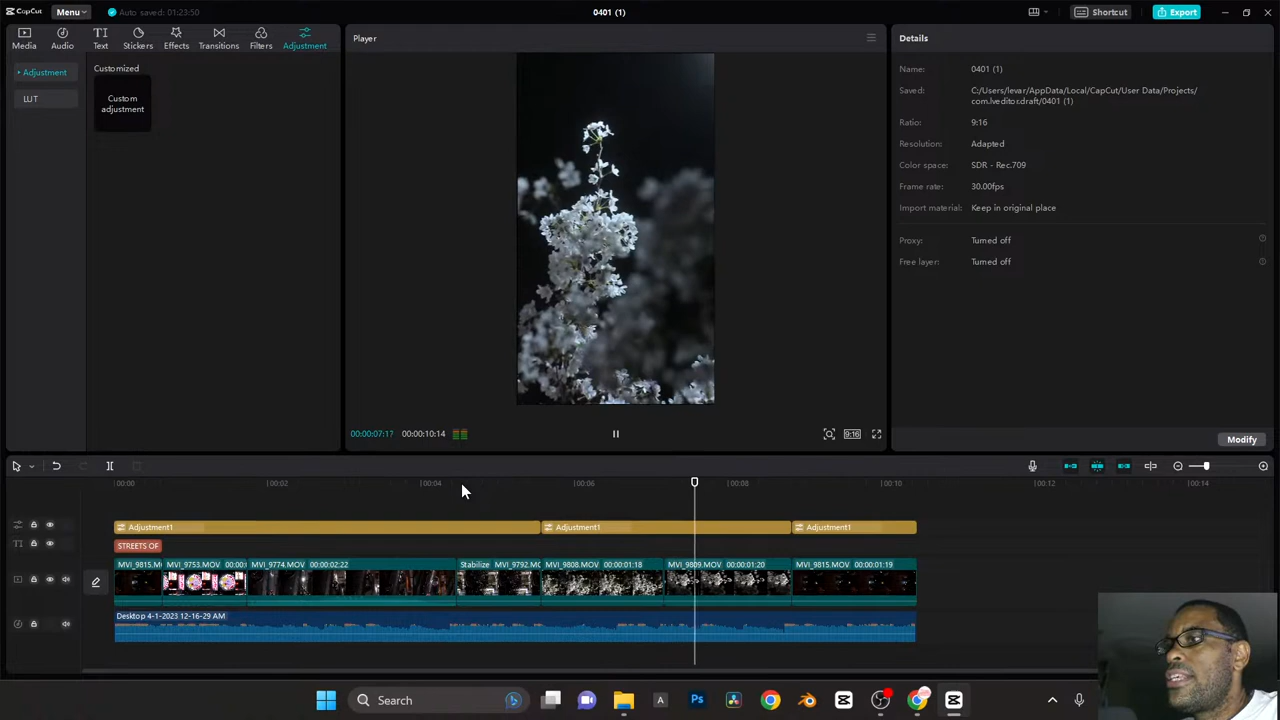 CapCut
Menu
Auto saved: 01:23:50
0401 (1)
Shortcut
Export
Media
Audio
Text
Stickers
Effects
Transitions
Filters
Adjustment
Adjustment
LUT
Customized
Custom
adjustment
Player
00:00:07:17
00:00:10:14
9:16
Details
Name: 0401 (1)
Saved: C:/Users/levar/AppData/Local/CapCut/User Data/Projects/
com.lveditor.draft/0401 (1)
Ratio: 9:16
Resolution: Adapted
Color space: SDR - Rec.709
Frame rate: 30.00fps
Import material: Keep in original place
Proxy: Turned off
Free layer: Turned off
Modify
00:00
00:02
00:04
00:06
00:08
00:10
00:12
00:14
Adjustment1
Adjustment1
Adjustment1
STREETS OF
MVI_9815.M
MVI_9753.MOV 00:00:0
MVI_9774.MOV 00:00:02:22
Stabilize MVI_9792.MO
MVI_9808.MOV 00:00:01:18
MVI_9809.MOV 00:00:01:20
MVI_9815.MOV 00:00:01:19
Desktop 4-1-2023 12-16-29 AM
Search
A
Ps